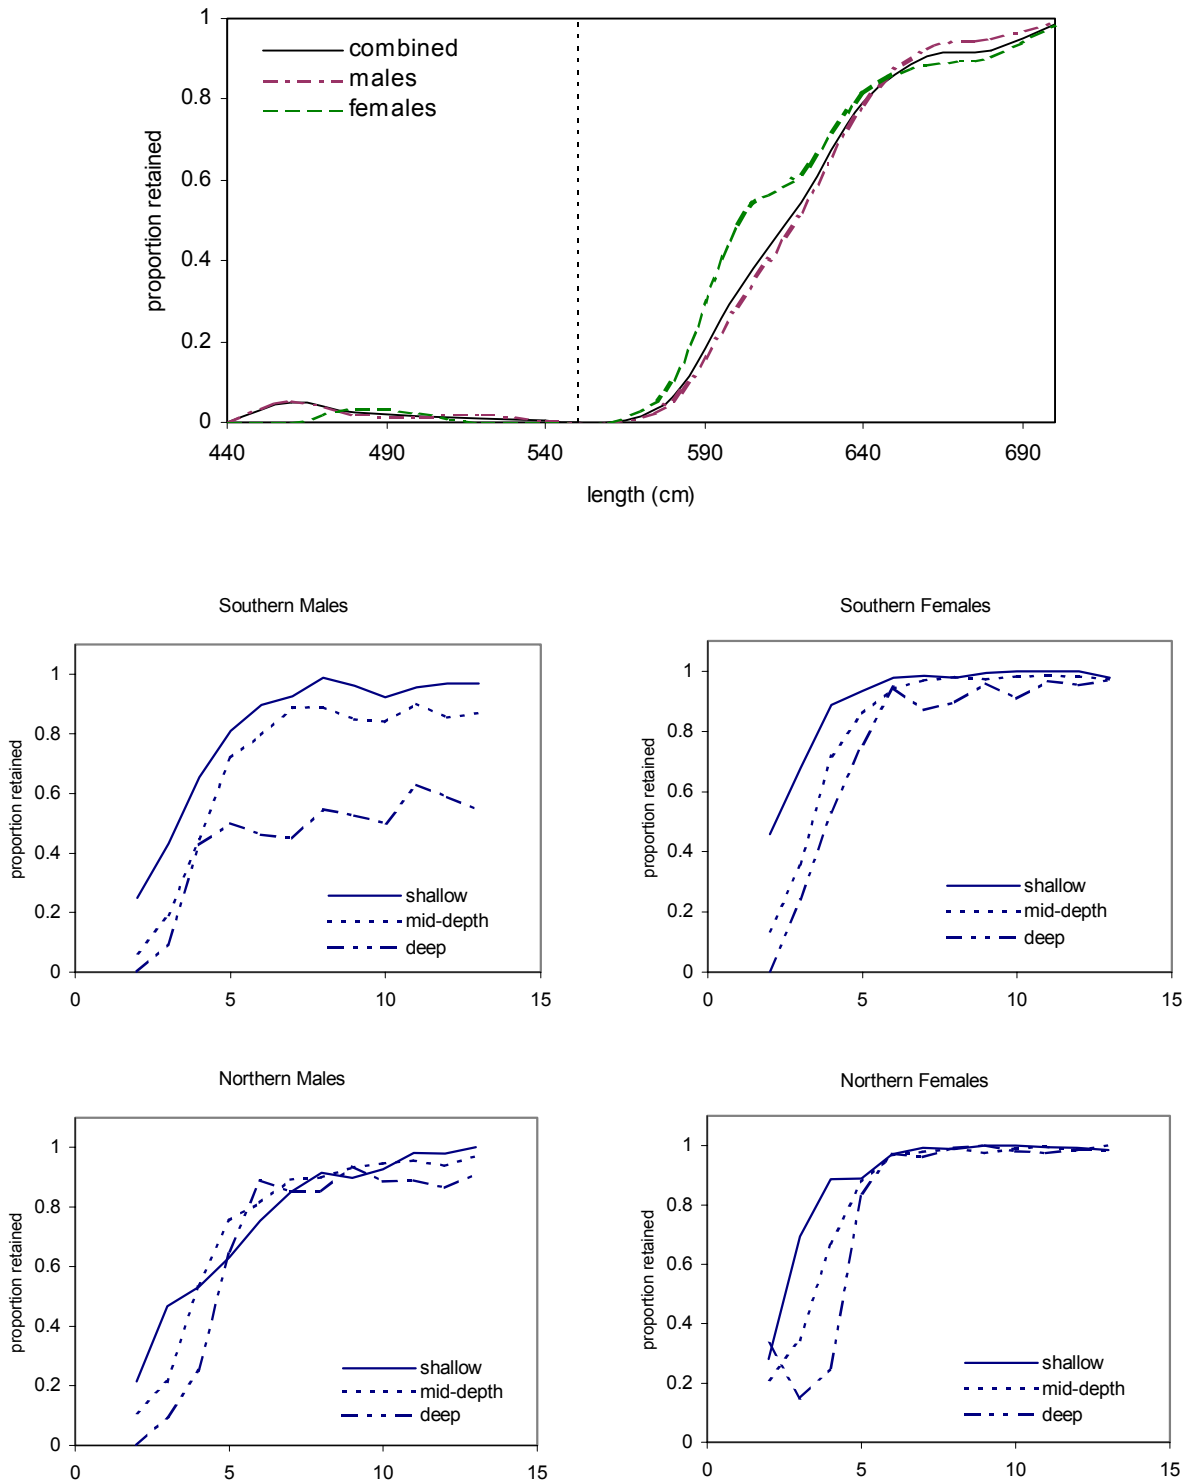 proportion retained
1
0.8
0.6
0.4
0.2
0
combined
males
females
440 490 540 590 640 690
length (cm)
Southern Males
proportion retained
1
0.8
0.6
0.4
0.2
0
shallow
mid-depth
deep
0 5 10 15
Southern Females
proportion retained
1
0.8
0.6
0.4
0.2
0
shallow
mid-depth
deep
0 5 10 15
Northern Males
proportion retained
1
0.8
0.6
0.4
0.2
0
shallow
mid-depth
deep
0 5 10 15
Northern Females
proportion retained
1
0.8
0.6
0.4
0.2
0
shallow
mid-depth
deep
0 5 10 15